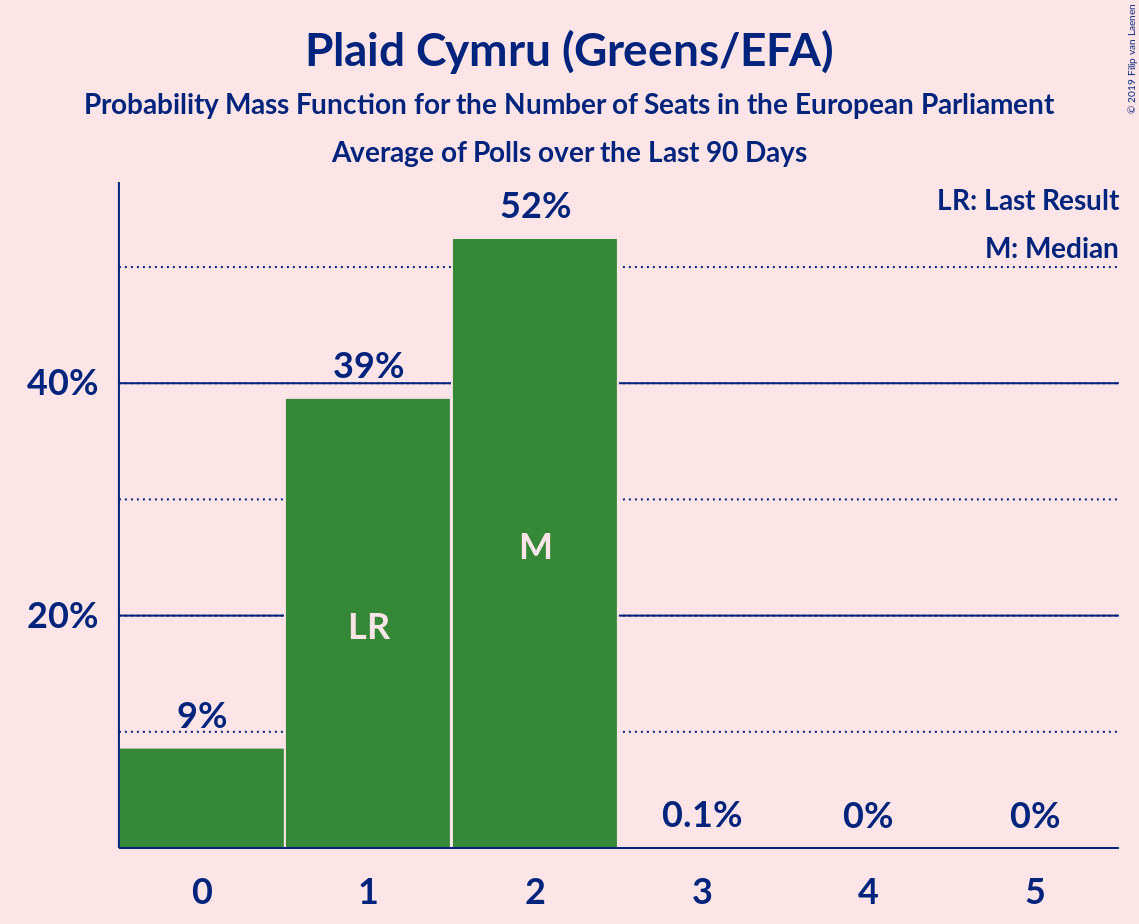 Plaid Cymru (Greens/EFA)
Probability Mass Function for the Number of Seats in the European Parliament
Average of Polls over the Last 90 Days
© 2019 Filip van Laenen
LR: Last Result
M: Median
52%
39%
40%
M
20%
LR
9%
0.1%
0%
0%
0
1
2
3
4
5